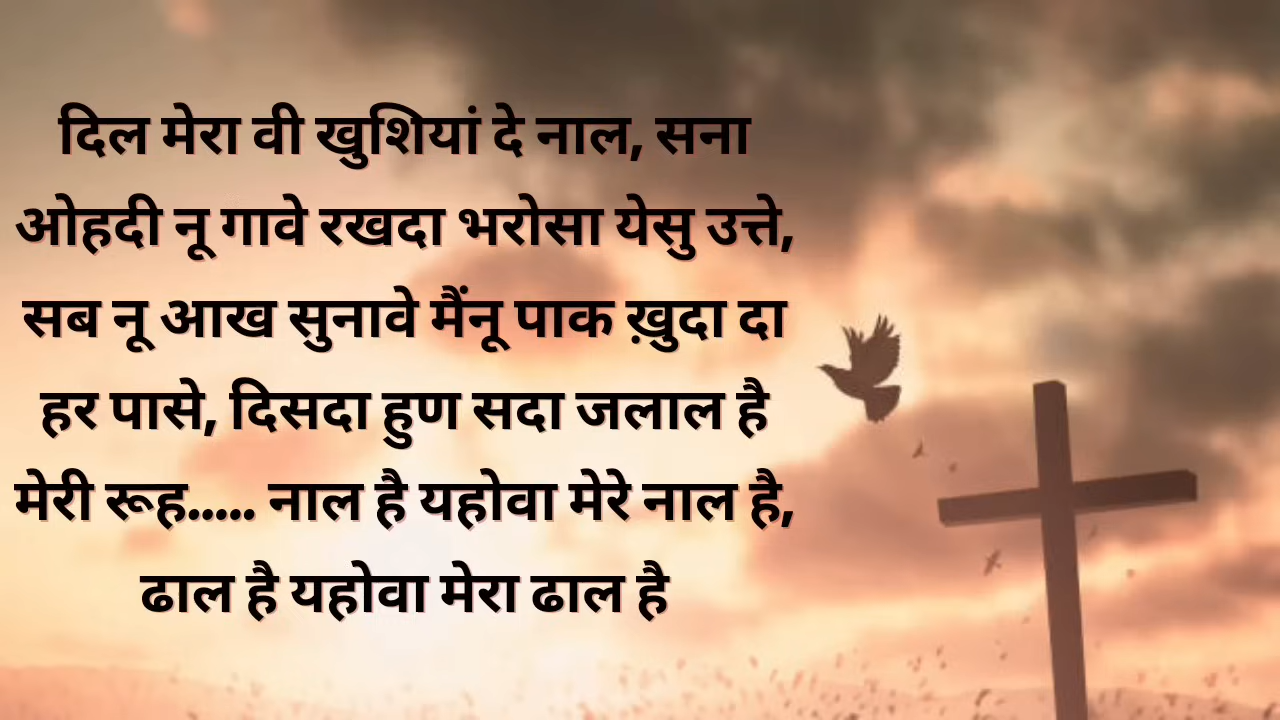 दिल मेरा वी खुशियां दे नाल, सना
ओहदी नू गावे रखदा भरोसा येसु उत्ते,
सब नू आख सुनावे मैंनू पाक ख़ुदा दा
हर पासे, दिसदा हुण सदा जलाल है
मेरी रूह..... नाल है यहोवा मेरे नाल है,
ढाल है यहोवा मेरा ढाल है